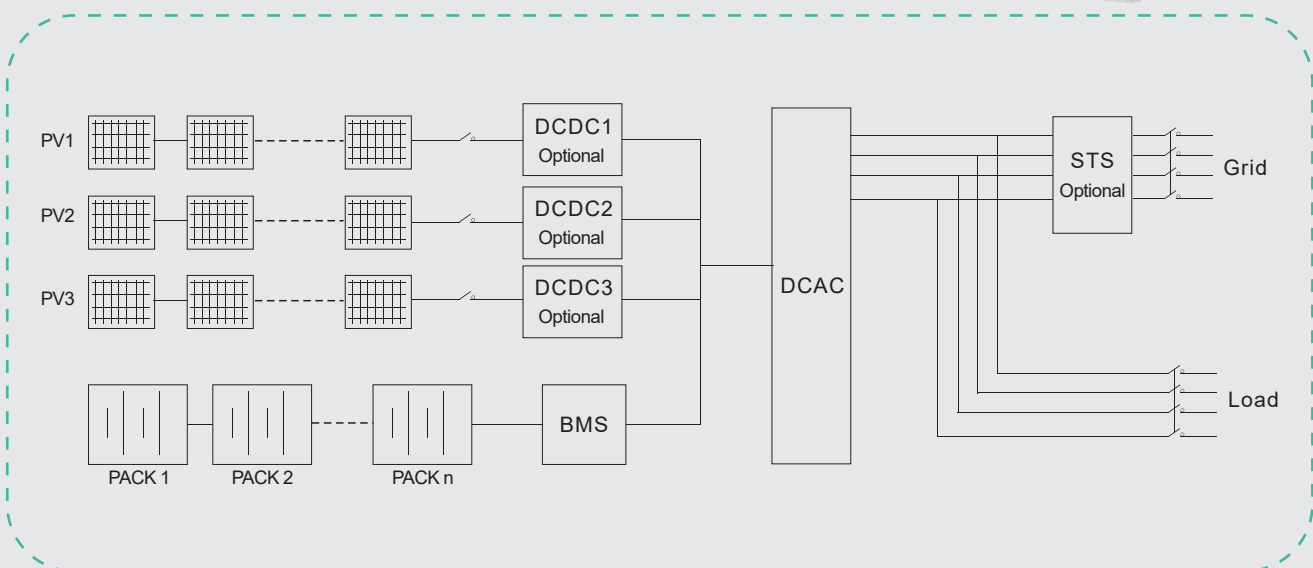 PV1
DCDC1
Optional
PV2
DCDC2
Optional
PV3
DCDC3
Optional
PACK 1
PACK 2
PACK n
BMS
DCAC
STS
Optional
Grid
Load